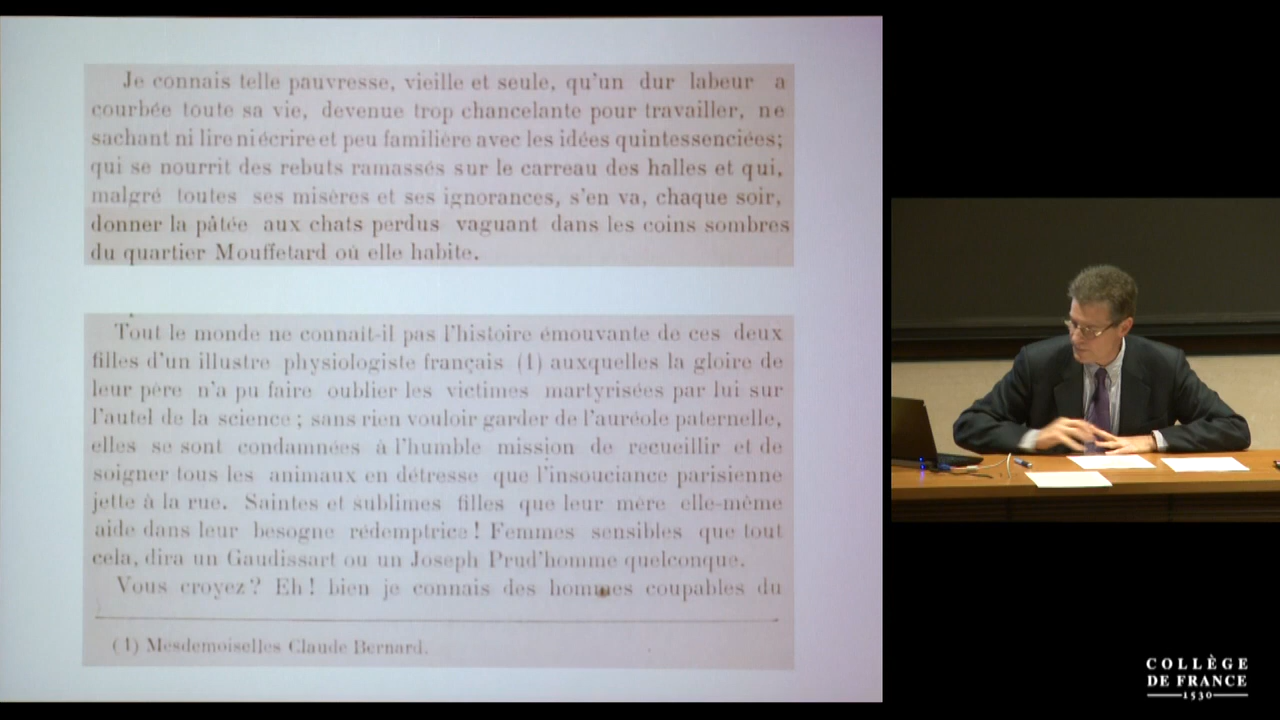 Je connais telle pauvresse, vieille et seule, qu'un dur labeur a
courbée toute sa vie, devenue trop chancelante pour travailler, ne
sachant ni lire ni écrire et peu familière avec les idées quintessenciées;
qui se nourrit des rebuts ramassés sur le carreau des halles et qui,
malgré toutes ses misères et ses ignorances, s'en va, chaque soir,
donner la pâtée aux chats perdus vaguant dans les coins sombres
du quartier Mouffetard où elle habite.
Tout le monde ne connait-il pas l'histoire émouvante de ces deux
filles d'un illustre physiologiste français (1) auxquelles la gloire de
leur père n'a pu faire oublier les victimes martyrisées par lui sur
l'autel de la science ; sans rien vouloir garder de l'auréole paternelle,
elles se sont condamnées à l'humble mission de recueillir et de
soigner tous les animaux en détresse que l'insouciance parisienne
jette à la rue. Saintes et sublimes filles que leur mère elle-même
aide dans leur besogne rédemptrice ! Femmes sensibles que tout
cela, dira un Gaudissart ou un Joseph Prud'homme quelconque.
Vous croyez ? Eh ! bien je connais des hommes coupables du
(1) Mesdemoiselles Claude Bernard.
COLLÈGE
DE FRANCE
1530